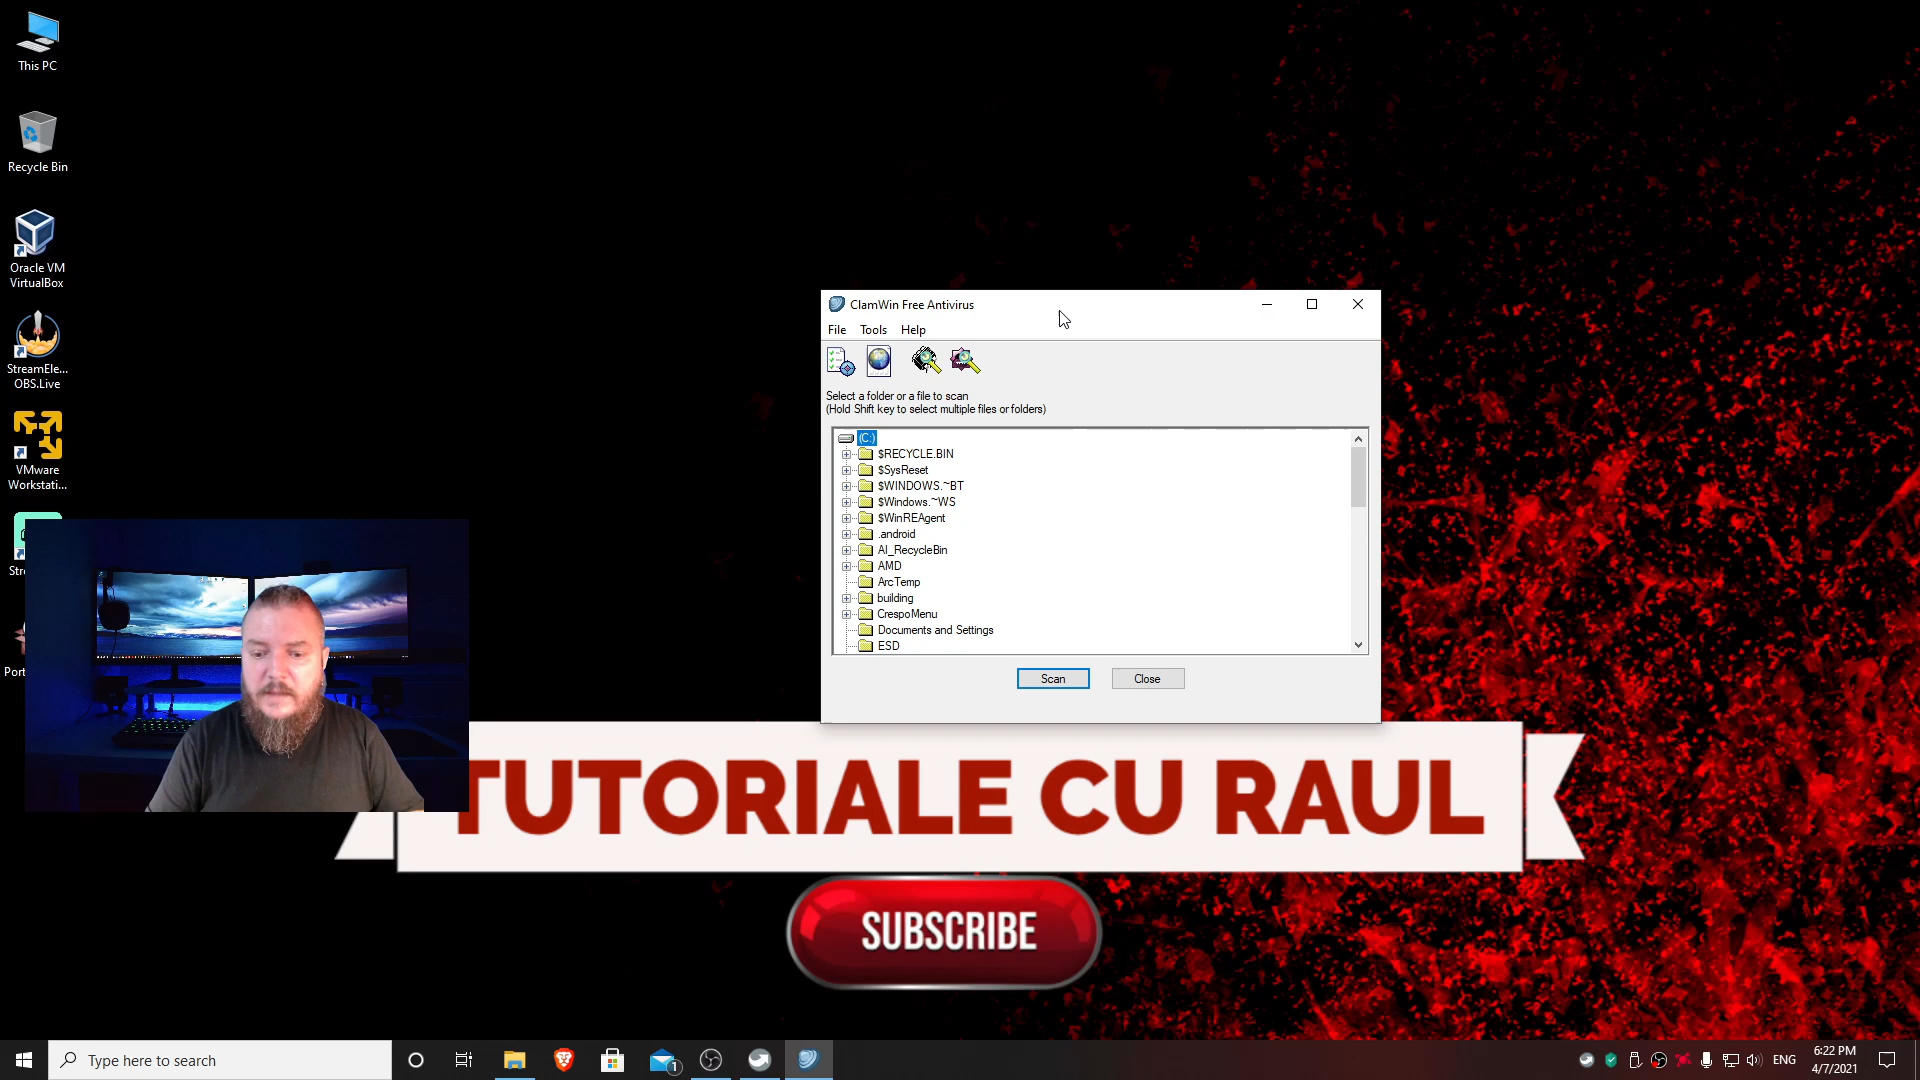 This PC
Recycle Bin
Oracle VM
VirtualBox
StreamEle...
OBS.Live
VMware
Workstati...
ClamWin Free Antivirus
File Tools Help
Select a folder or a file to scan
(Hold Shift key to select multiple files or folders)
(C:)
$RECYCLE.BIN
$SysReset
$WINDOWS.~BT
$Windows.~WS
$WinREAgent
.android
AI_RecycleBin
AMD
ArcTemp
building
CrespoMenu
Documents and Settings
ESD
Scan Close
TUTORIALE CU RAUL
SUBSCRIBE
Type here to search
1
ENG
6:22 PM
4/7/2021